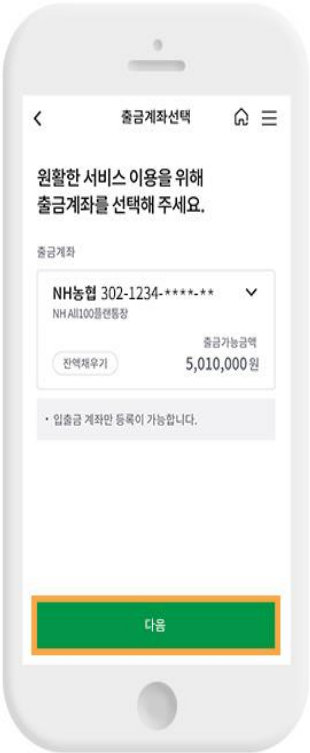 출금계좌선택
원활한 서비스 이용을 위해
출금계좌를 선택해 주세요.
출금계좌
NH농협 302-1234-****-**
NH All100플랜통장
출금가능금액
잔액채우기 5,010,000원
• 입출금 계좌만 등록이 가능합니다.
다음